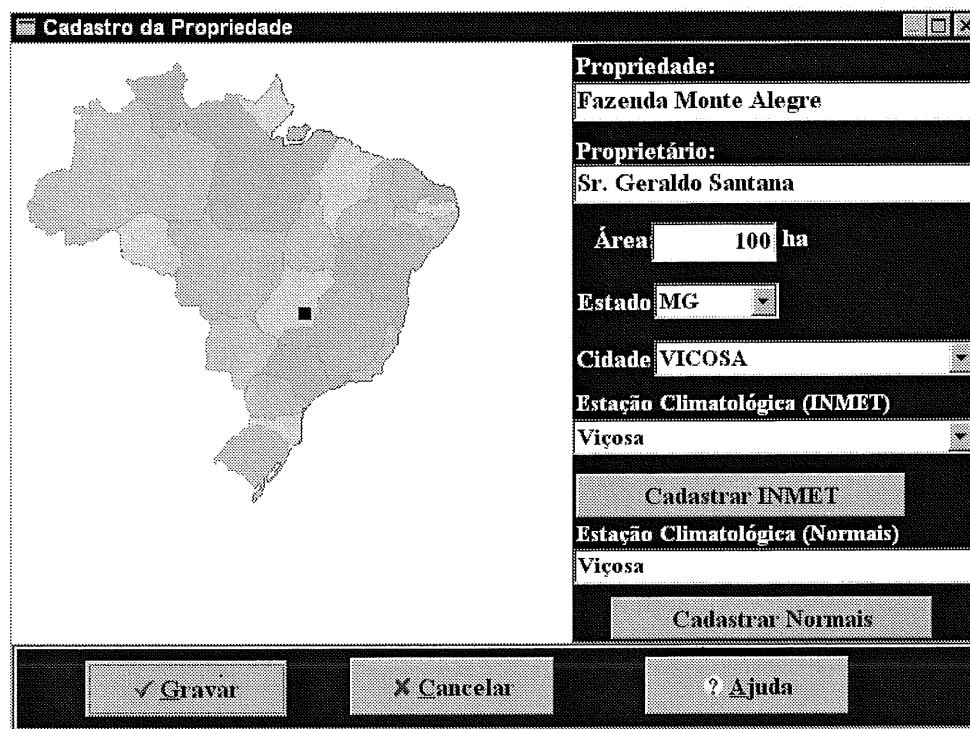 Cadastro da Propriedade
Propriedade:
Fazenda Monte Alegre
Proprietário:
Sr. Geraldo Santana
Área 100 ha
Estado MG
Cidade VICOSA
Estação Climatológica (INMET)
Viçosa
Cadastrar INMET
Estação Climatológica (Normais)
Viçosa
Cadastrar Normais
Gravar Cancelar ? Ajuda